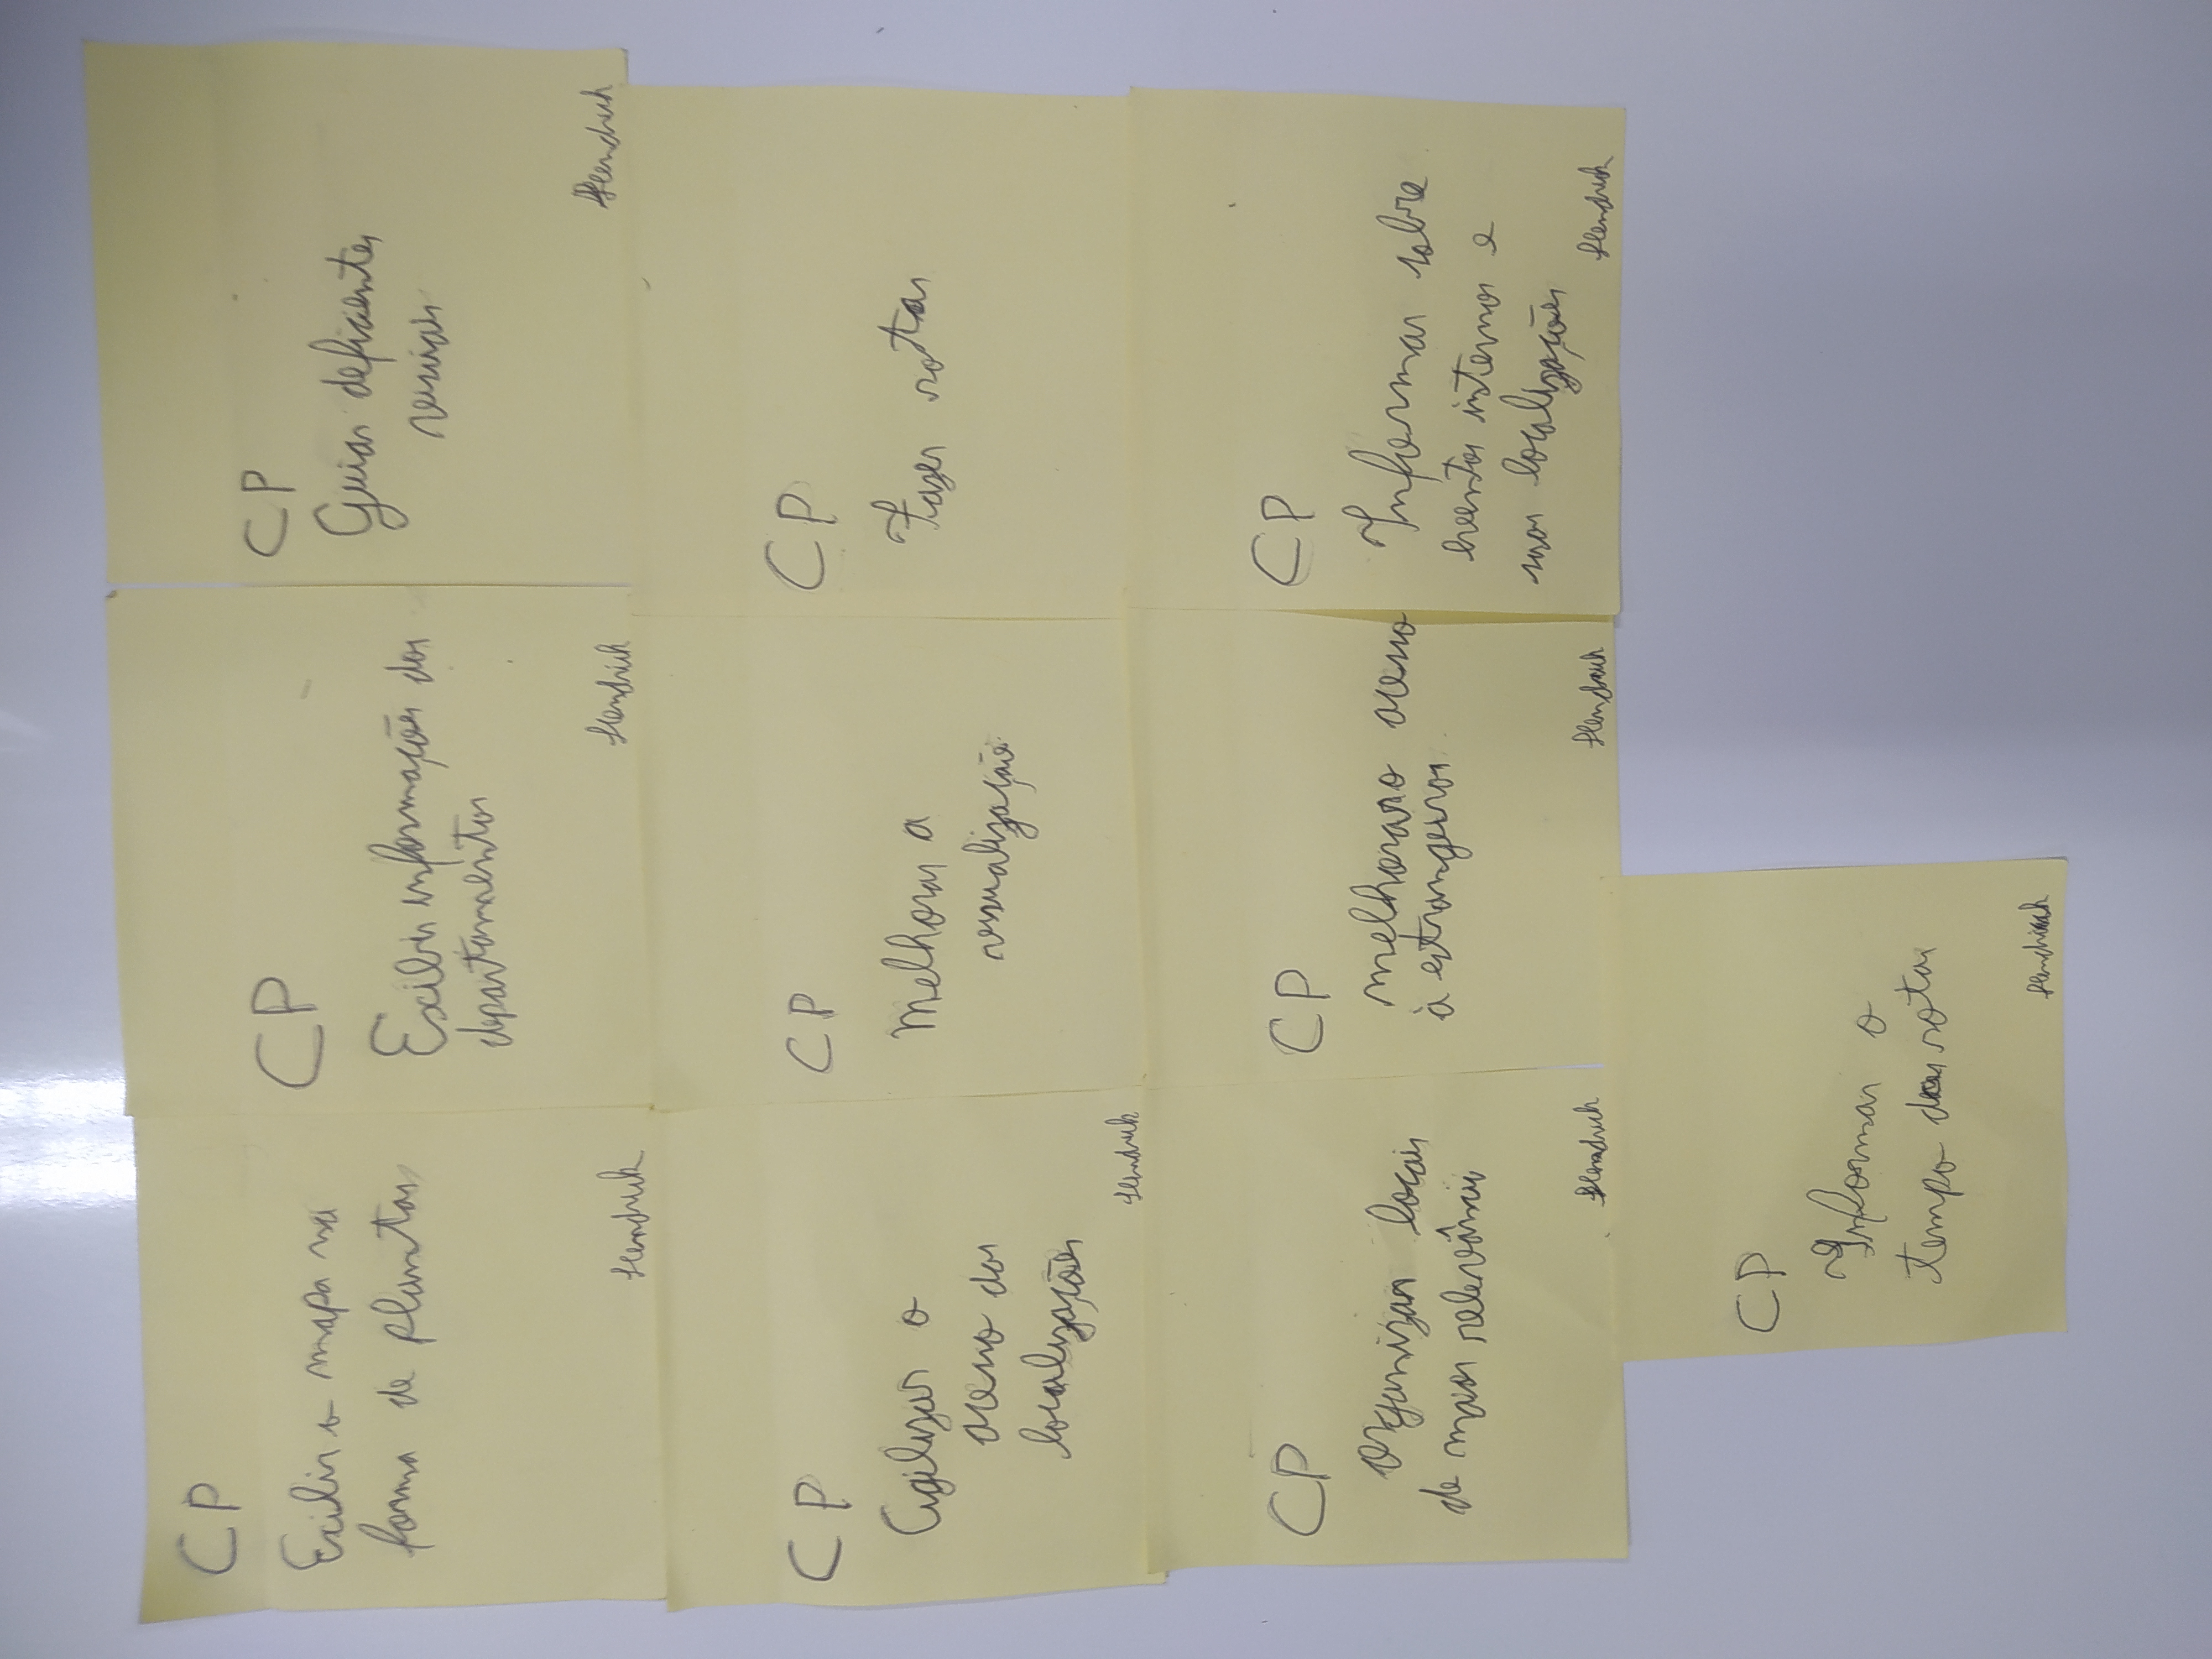 CP
Exibir o mapa na
forma de plantas
Hendrick
CP
Exibir informações dos
departamentos
Hendrick
CP
Guiar deficientes
visuais
Hendrick
CP
Agilizar o
acesso das
localizações
Hendrick
CP
Melhorar a
visualização
CP
Fazer rotas
CP
Organizar locais
de maior relevância
Hendrick
CP
melhorar o acesso
à estrangeiros
Hendrick
CP
Informar sobre
eventos internos e
suas localizações
Hendrick
CP
Informar o
tempo das rotas
Hendrick